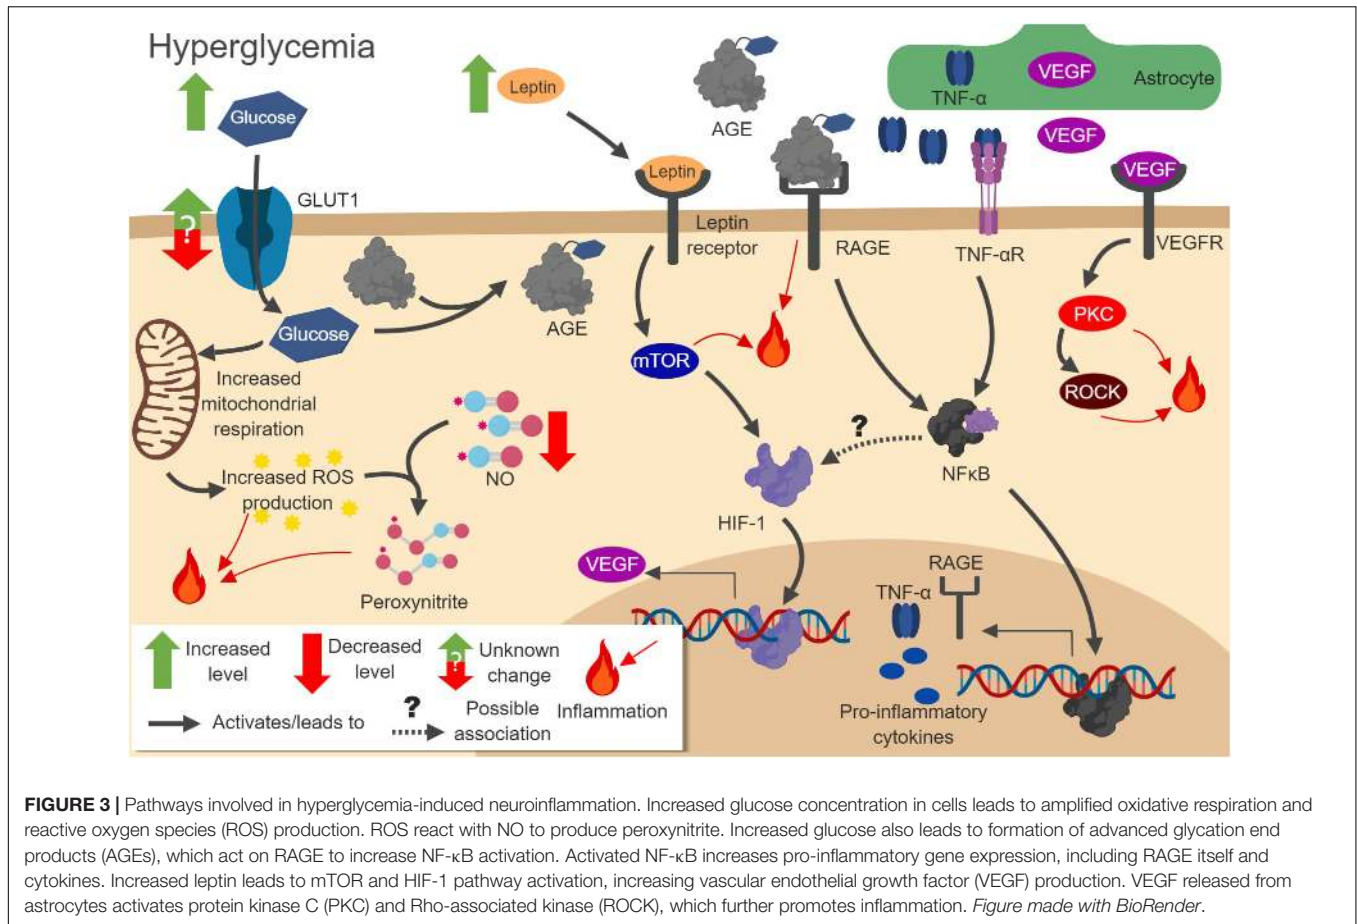 Hyperglycemia
Glucose
Leptin
AGE
TNF-α
VEGF
Astrocyte
VEGF
VEGF
GLUT1
?
Leptin
Leptin
receptor
RAGE
TNF-αR
VEGFR
Glucose
AGE
mTOR
PKC
ROCK
Increased
mitochondrial
respiration
NO
?
NFκB
Increased ROS
production
HIF-1
Peroxynitrite
VEGF
RAGE
TNF-α
Pro-inflammatory
cytokines
Increased
level
Decreased
level
?
Unknown
change
Inflammation
Activates/leads to
?
Possible
association
FIGURE 3 | Pathways involved in hyperglycemia-induced neuroinflammation. Increased glucose concentration in cells leads to amplified oxidative respiration and
reactive oxygen species (ROS) production. ROS react with NO to produce peroxynitrite. Increased glucose also leads to formation of advanced glycation end
products (AGEs), which act on RAGE to increase NF-κB activation. Activated NF-κB increases pro-inflammatory gene expression, including RAGE itself and
cytokines. Increased leptin leads to mTOR and HIF-1 pathway activation, increasing vascular endothelial growth factor (VEGF) production. VEGF released from
astrocytes activates protein kinase C (PKC) and Rho-associated kinase (ROCK), which further promotes inflammation. Figure made with BioRender.